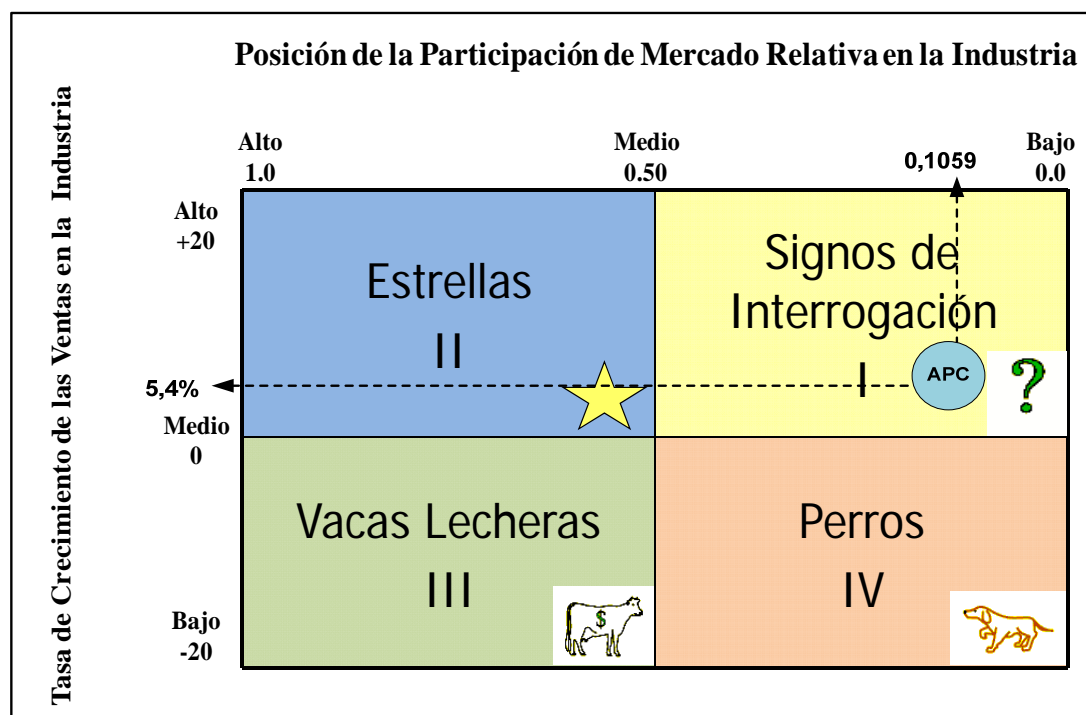 Posición de la Participación de Mercado Relativa en la Industria
Tasa de Crecimiento de las Ventas en la Industria
Alto
1.0
Medio
0.50
Bajo
0.0
0,1059
Alto
+20
Estrellas
II
Signos de
Interrogación
I
APC
?
5,4%
Medio
0
Vacas Lecheras
III
$
Perros
IV
Bajo
-20